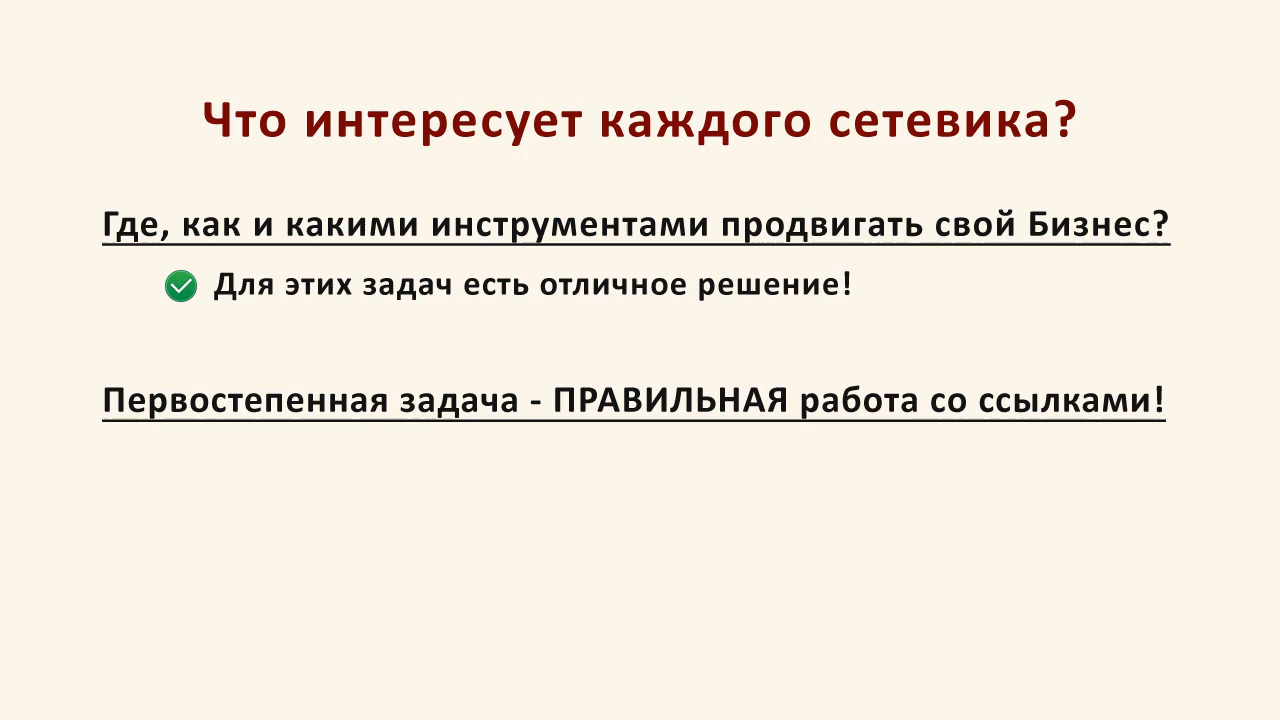 Что интересует каждого сетевика?
Где, как и какими инструментами продвигать свой Бизнес?
Для этих задач есть отличное решение!
Первостепенная задача - ПРАВИЛЬНАЯ работа со ссылками!